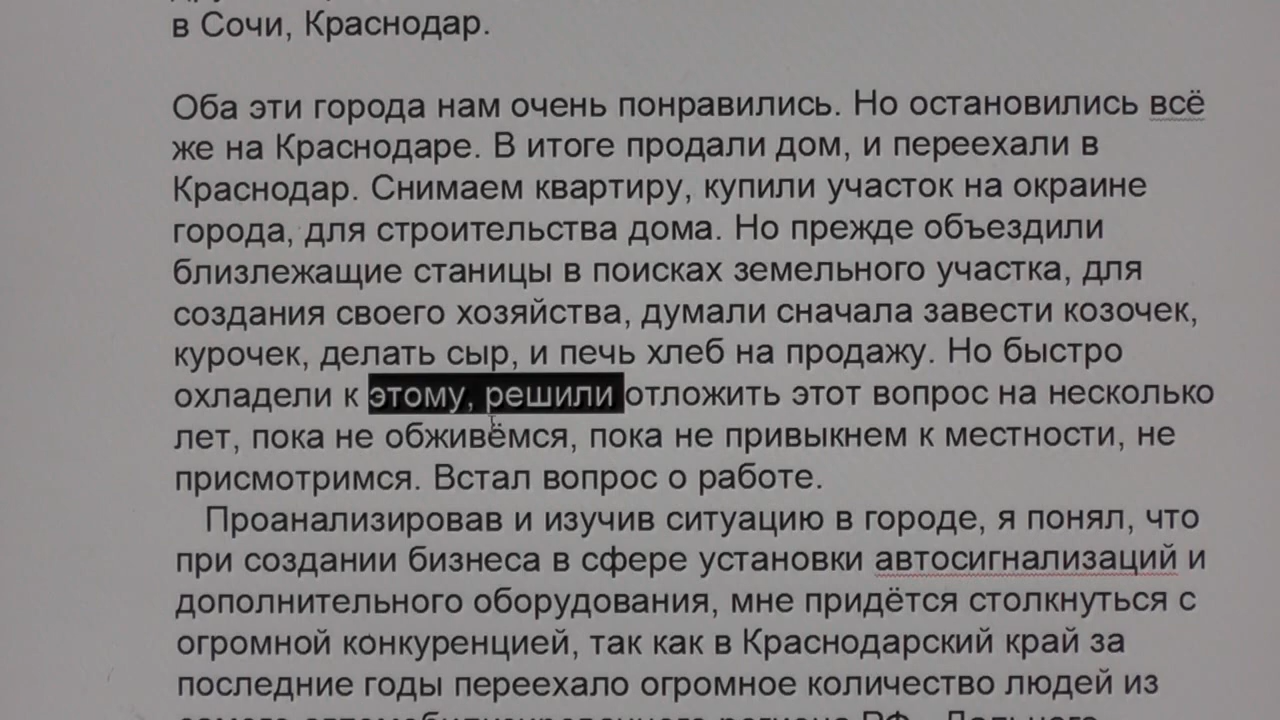 в Сочи, Краснодар.
Оба эти города нам очень понравились. Но остановились всё
же на Краснодаре. В итоге продали дом, и переехали в
Краснодар. Снимаем квартиру, купили участок на окраине
города, для строительства дома. Но прежде объездили
близлежащие станицы в поисках земельного участка, для
создания своего хозяйства, думали сначала завести козочек,
курочек, делать сыр, и печь хлеб на продажу. Но быстро
охладели к этому, решили отложить этот вопрос на несколько
лет, пока не обживёмся, пока не привыкнем к местности, не
присмотримся. Встал вопрос о работе.
Проанализировав и изучив ситуацию в городе, я понял, что
при создании бизнеса в сфере установки автосигнализаций и
дополнительного оборудования, мне придётся столкнуться с
огромной конкуренцией, так как в Краснодарский край за
последние годы переехало огромное количество людей из